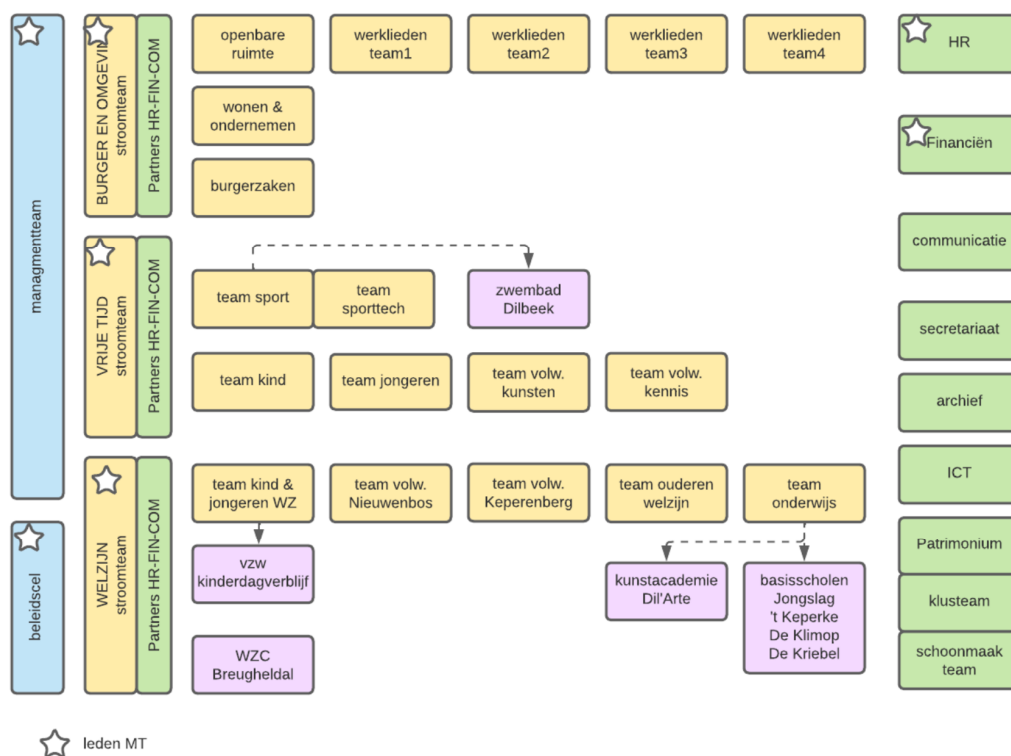 managmentteam
beleidscel
BURGER EN OMGEVIN
stroomteam
Partners HR-FIN-COM
openbare
ruimte
werklieden
team1
werklieden
team2
werklieden
team3
werklieden
team4
wonen &
ondernemen
burgerzaken
VRIJE TIJD
stroomteam
Partners HR-FIN-COM
team sport
team
sporttech
zwembad
Dilbeek
team kind
team jongeren
team volw.
kunsten
team volw.
kennis
WELZIJN
stroomteam
Partners HR-FIN-COM
team kind &
jongeren WZ
team volw.
Nieuwenbos
team volw.
Keperenberg
team ouderen
welzijn
team
onderwijs
vzw
kinderdagverblijf
kunstacademie
Dil'Arte
basisscholen
Jongslag
't Keperke
De Klimop
De Kriebel
WZC
Breugheldal
HR
Financiën
communicatie
secretariaat
archief
ICT
Patrimonium
klusteam
schoonmaak
team
leden MT